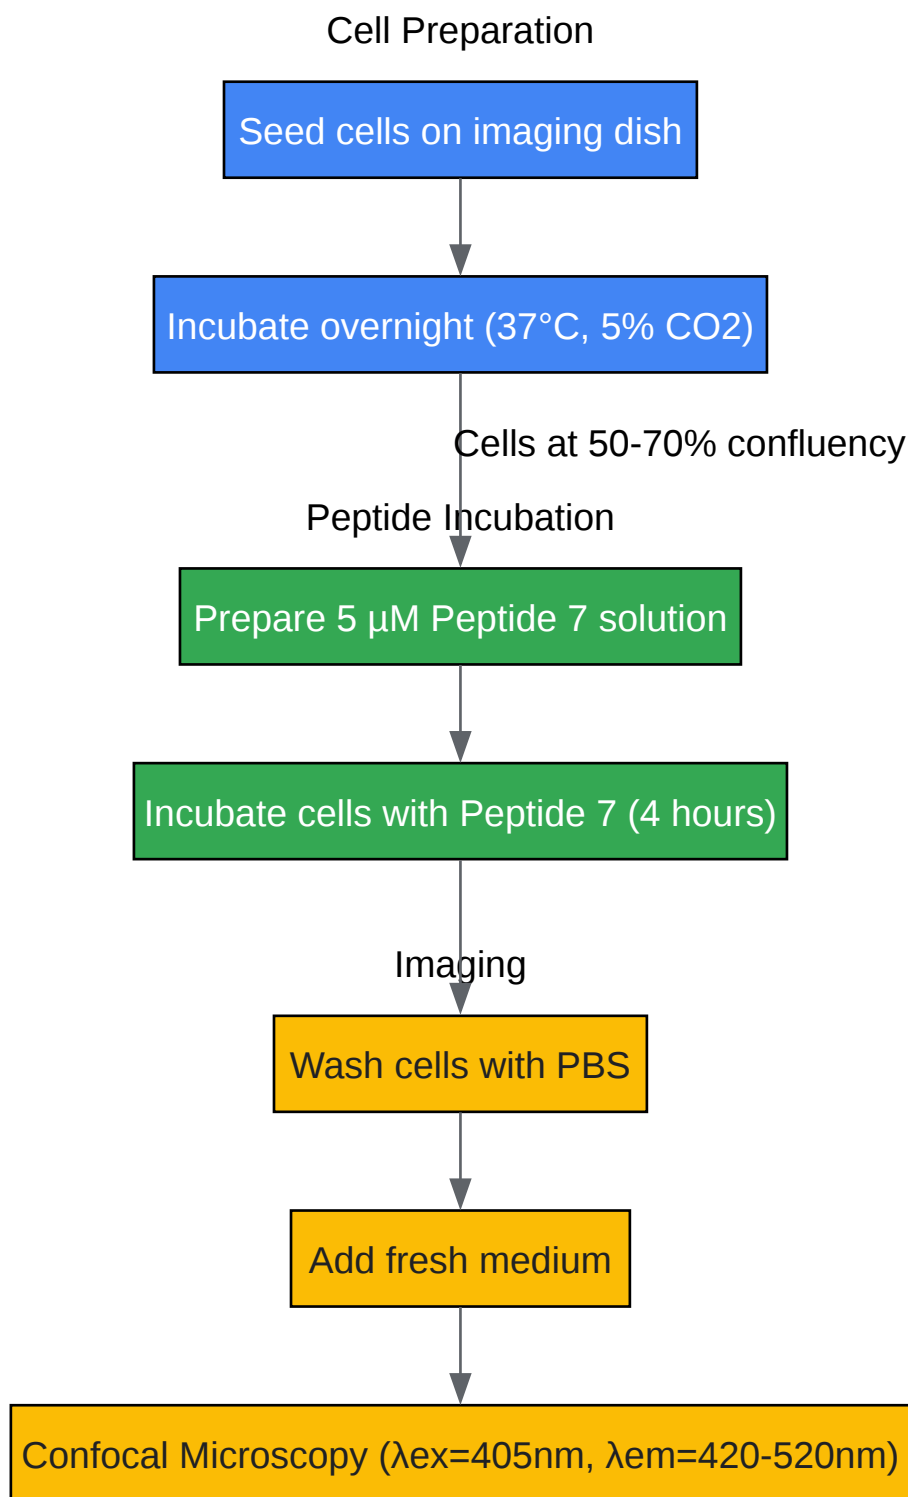 Cell Preparation
Seed cells on imaging dish
Incubate overnight (37°C, 5% CO2)
Cells at 50-70% confluency
Peptide Incubation
Prepare 5 µM Peptide 7 solution
Incubate cells with Peptide 7 (4 hours)
Imaging
Wash cells with PBS
Add fresh medium
Confocal Microscopy (λex=405nm, λem=420-520nm)